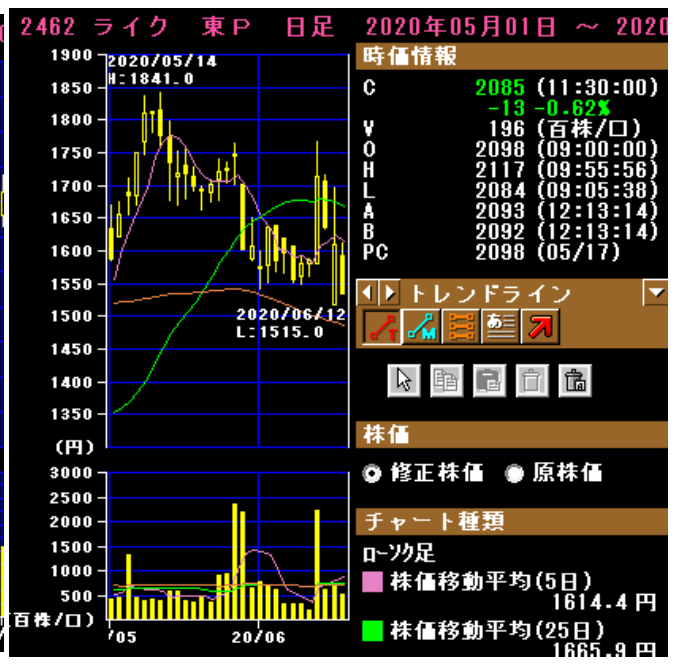 2462 ライク 東P 日足 2020年05月01日 ～ 2020
1900
1850
1800
1750
1700
1650
1600
1550
1500
1450
1400
1350
(円)
2020/05/14
H:1841.0
2020/06/12
L:1515.0
3000
2500
2000
1500
1000
500
百株/口)
'05
20/06
時価情報
C 2085 (11:30:00)
-13 -0.62%
V 196 (百株/口)
O 2098 (09:00:00)
H 2117 (09:55:56)
L 2084 (09:05:38)
A 2093 (12:13:14)
B 2092 (12:13:14)
PC 2098 (05/17)
トレンドライン
T M あ
株価
修正株価 原株価
チャート種類
ローソク足
株価移動平均(5日)
1614.4 円
株価移動平均(25日)
1665.9 円